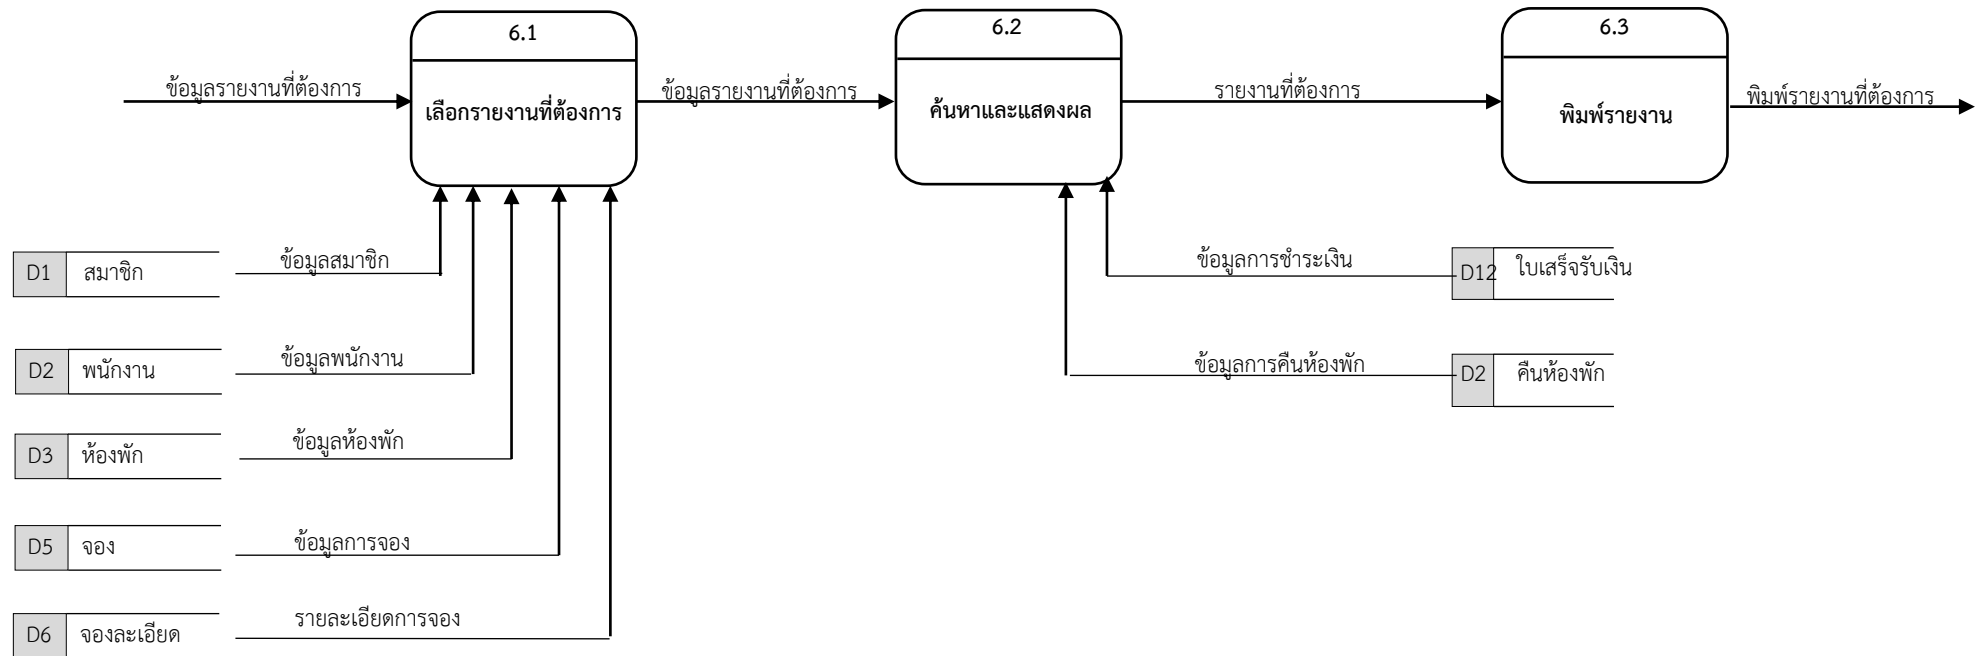 6.1
6.2
6.3
ข้อมูลรายงานที่ต้องการ
เลือกรายงานที่ต้องการ
ข้อมูลรายงานที่ต้องการ
ค้นหาและแสดงผล
รายงานที่ต้องการ
พิมพ์รายงาน
พิมพ์รายงานที่ต้องการ
D1 สมาชิก
ข้อมูลสมาชิก
ข้อมูลการชำระเงิน
D12 ใบเสร็จรับเงิน
D2 พนักงาน
ข้อมูลพนักงาน
ข้อมูลการคืนห้องพัก
D2 คืนห้องพัก
D3 ห้องพัก
ข้อมูลห้องพัก
D5 จอง
ข้อมูลการจอง
D6 จองละเอียด
รายละเอียดการจอง